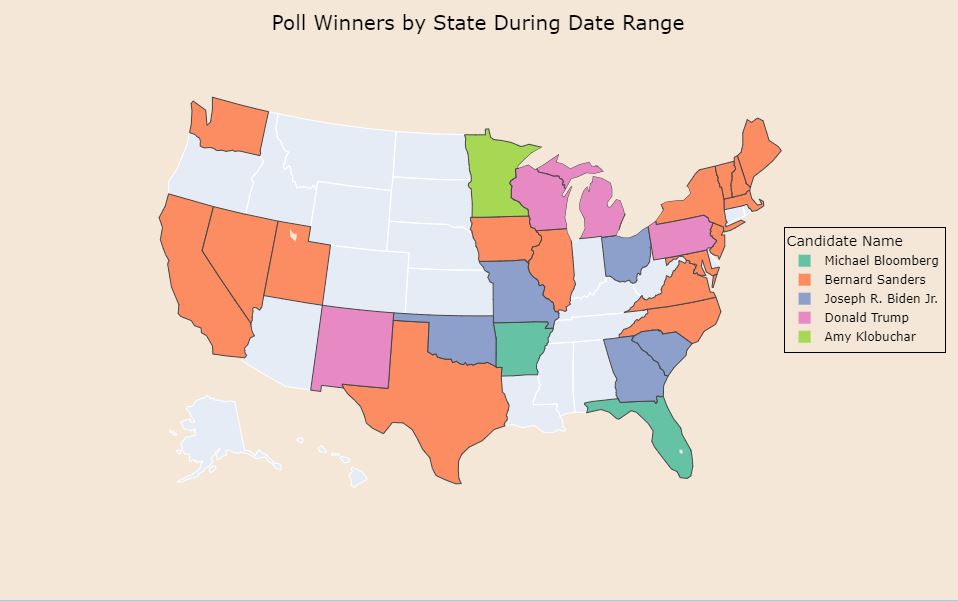 Poll Winners by State During Date Range
Candidate Name
Michael Bloomberg
Bernard Sanders
Joseph R. Biden Jr.
Donald Trump
Amy Klobuchar